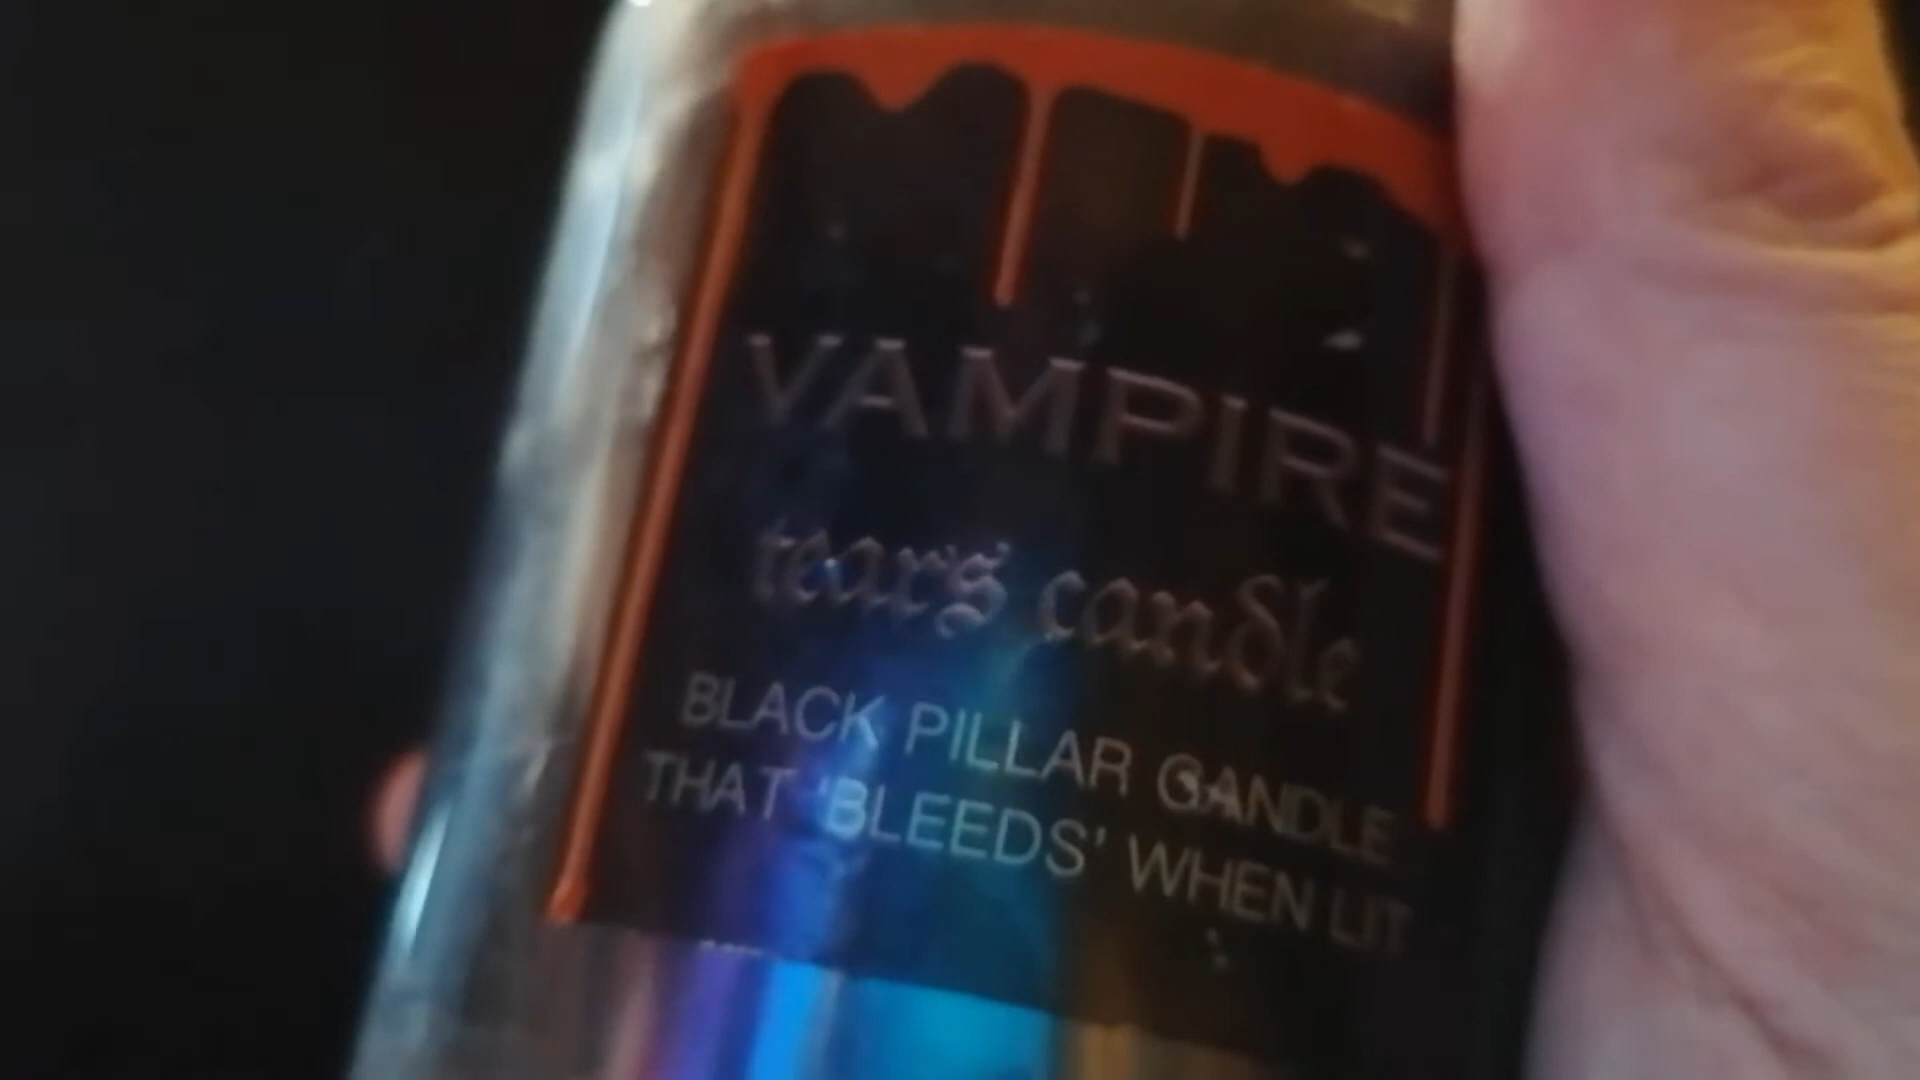 VAMPIRE
tears candle
BLACK PILLAR CANDLE
THAT 'BLEEDS' WHEN LIT